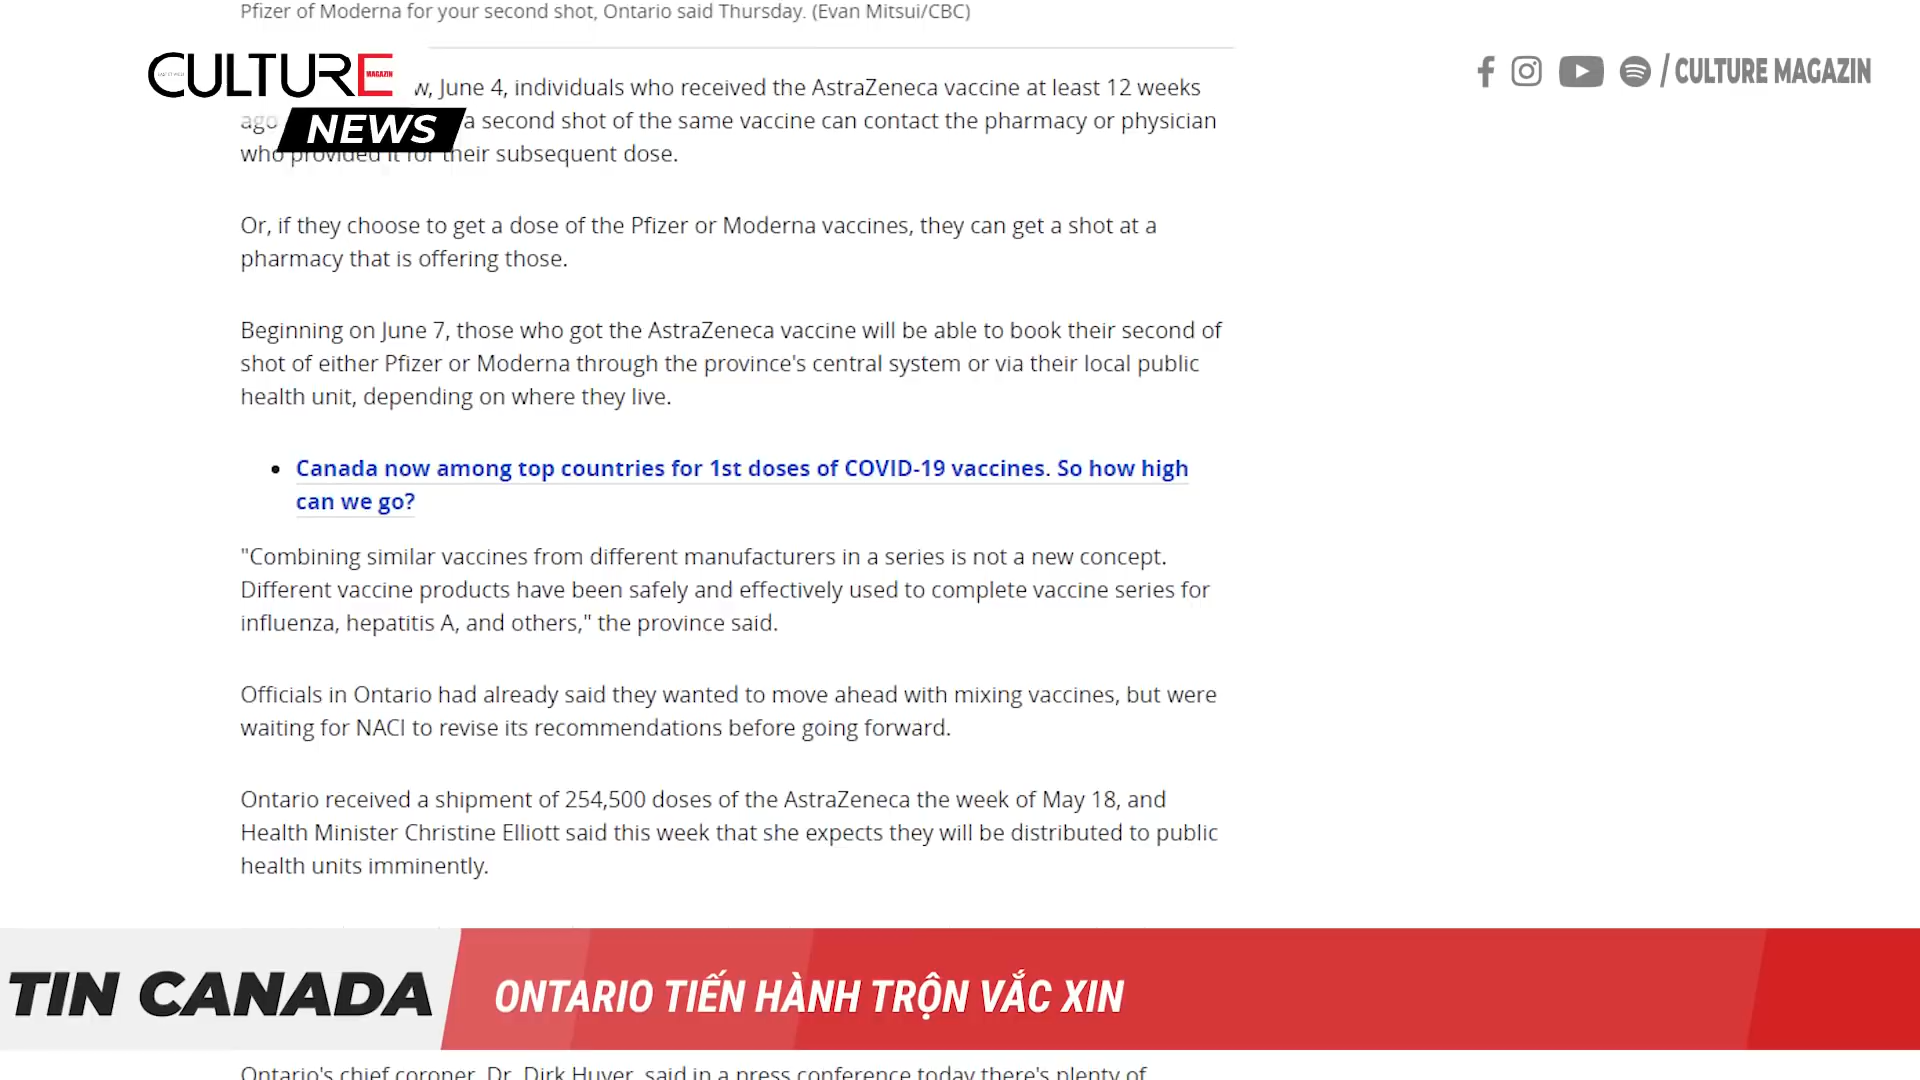 Pfizer of Moderna for your second shot, Ontario said Thursday. (Evan Mitsui/CBC)
CULTURE
MAGAZIN
NEWS
/ CULTURE MAGAZIN
w, June 4, individuals who received the AstraZeneca vaccine at least 12 weeks
ago a second shot of the same vaccine can contact the pharmacy or physician
who provided it for their subsequent dose.
Or, if they choose to get a dose of the Pfizer or Moderna vaccines, they can get a shot at a
pharmacy that is offering those.
Beginning on June 7, those who got the AstraZeneca vaccine will be able to book their second of
shot of either Pfizer or Moderna through the province's central system or via their local public
health unit, depending on where they live.
• Canada now among top countries for 1st doses of COVID-19 vaccines. So how high
can we go?
"Combining similar vaccines from different manufacturers in a series is not a new concept.
Different vaccine products have been safely and effectively used to complete vaccine series for
influenza, hepatitis A, and others," the province said.
Officials in Ontario had already said they wanted to move ahead with mixing vaccines, but were
waiting for NACI to revise its recommendations before going forward.
Ontario received a shipment of 254,500 doses of the AstraZeneca the week of May 18, and
Health Minister Christine Elliott said this week that she expects they will be distributed to public
health units imminently.
TIN CANADA
ONTARIO TIẾN HÀNH TRỘN VẮC XIN
Ontario's chief coroner, Dr. Dirk Huyer, said in a press conference today there's plenty of